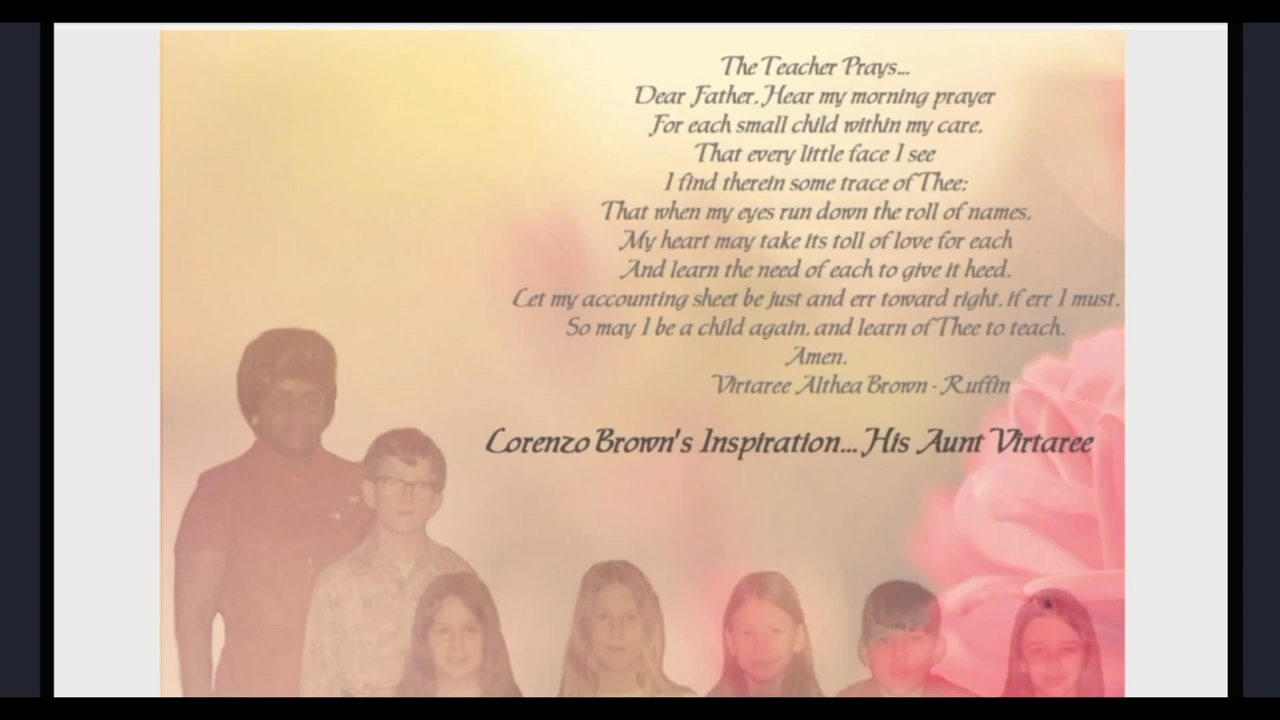 The Teacher Prays...
Dear Father, Hear my morning prayer
For each small child within my care.
That every little face I see
I find therein some trace of Thee;
That when my eyes run down the roll of names.
My heart may take its toll of love for each
And learn the need of each to give it heed.
Let my accounting sheet be just and err toward right, if err I must.
So may I be a child again, and learn of Thee to teach.
Amen.
Virtaree Althea Brown - Ruffin
Lorenzo Brown's Inspiration... His Aunt Virtaree